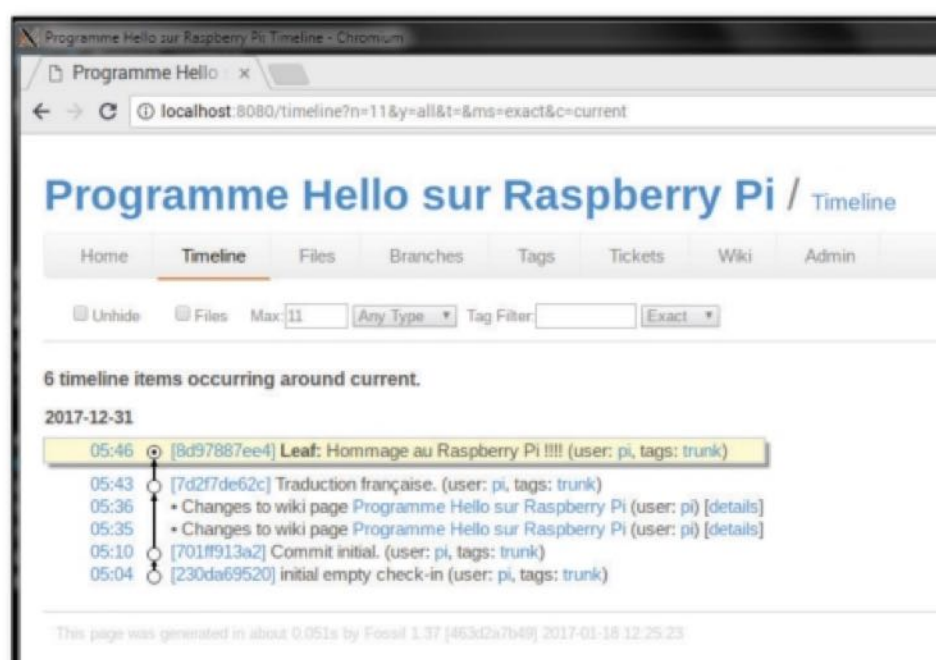 Programme Hello sur Raspberry Pi: Timeline - Chromium
Programme Hello s ×
localhost:8080/timeline?n=11&y=all&t=&ms=exact&c=current
Programme Hello sur Raspberry Pi / Timeline
Home Timeline Files Branches Tags Tickets Wiki Admin
Unhide Files Max: 11 Any Type Tag Filter: Exact
6 timeline items occurring around current.
2017-12-31
05:46 [8d97887ee4] Leaf: Hommage au Raspberry Pi !!!! (user: pi, tags: trunk)
05:43 [7d2f7de62c] Traduction française. (user: pi, tags: trunk)
05:36 • Changes to wiki page Programme Hello sur Raspberry Pi (user: pi) [details]
05:35 • Changes to wiki page Programme Hello sur Raspberry Pi (user: pi) [details]
05:10 [701ff913a2] Commit initial. (user: pi, tags: trunk)
05:04 [230da69520] initial empty check-in (user: pi, tags: trunk)
This page was generated in about 0.051s by Fossil 1.37 [463d2a7b49] 2017-01-16 12:25:23